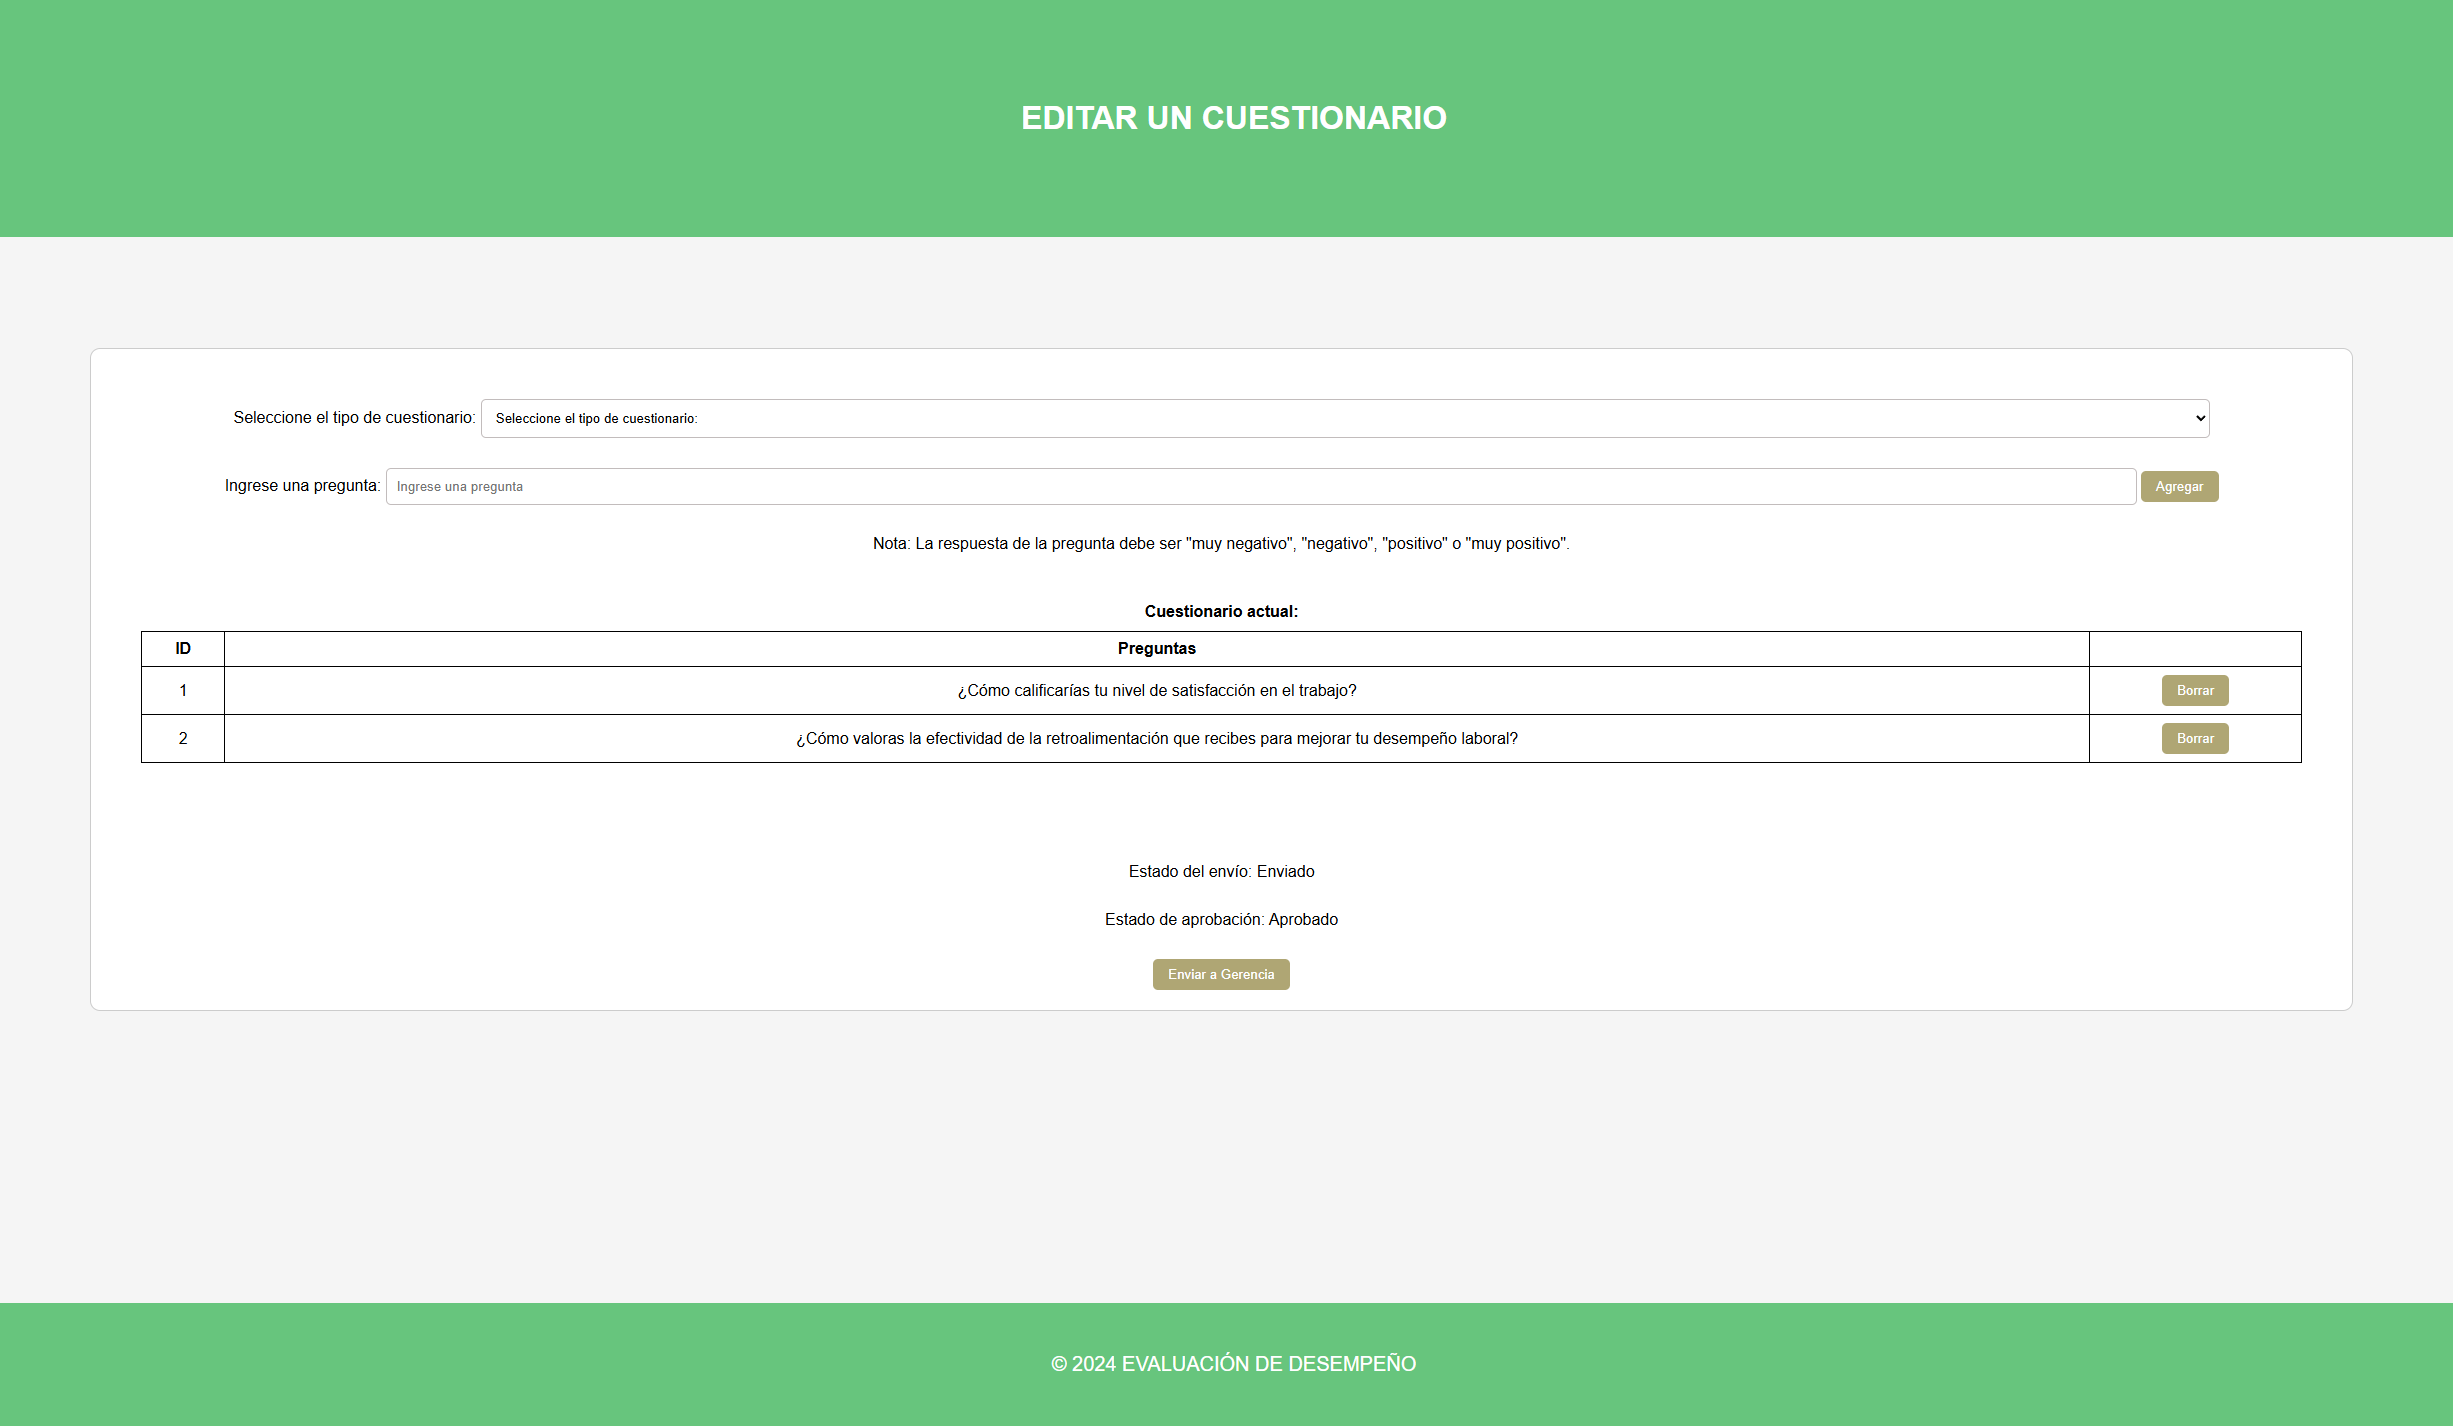 EDITAR UN CUESTIONARIO
Seleccione el tipo de cuestionario: Seleccione el tipo de cuestionario:
Ingrese una pregunta: Ingrese una pregunta Agregar
Nota: La respuesta de la pregunta debe ser "muy negativo", "negativo", "positivo" o "muy positivo".
Cuestionario actual:
ID Preguntas
1 ¿Cómo calificarías tu nivel de satisfacción en el trabajo? Borrar
2 ¿Cómo valoras la efectividad de la retroalimentación que recibes para mejorar tu desempeño laboral? Borrar
Estado del envío: Enviado
Estado de aprobación: Aprobado
Enviar a Gerencia
© 2024 EVALUACIÓN DE DESEMPEÑO